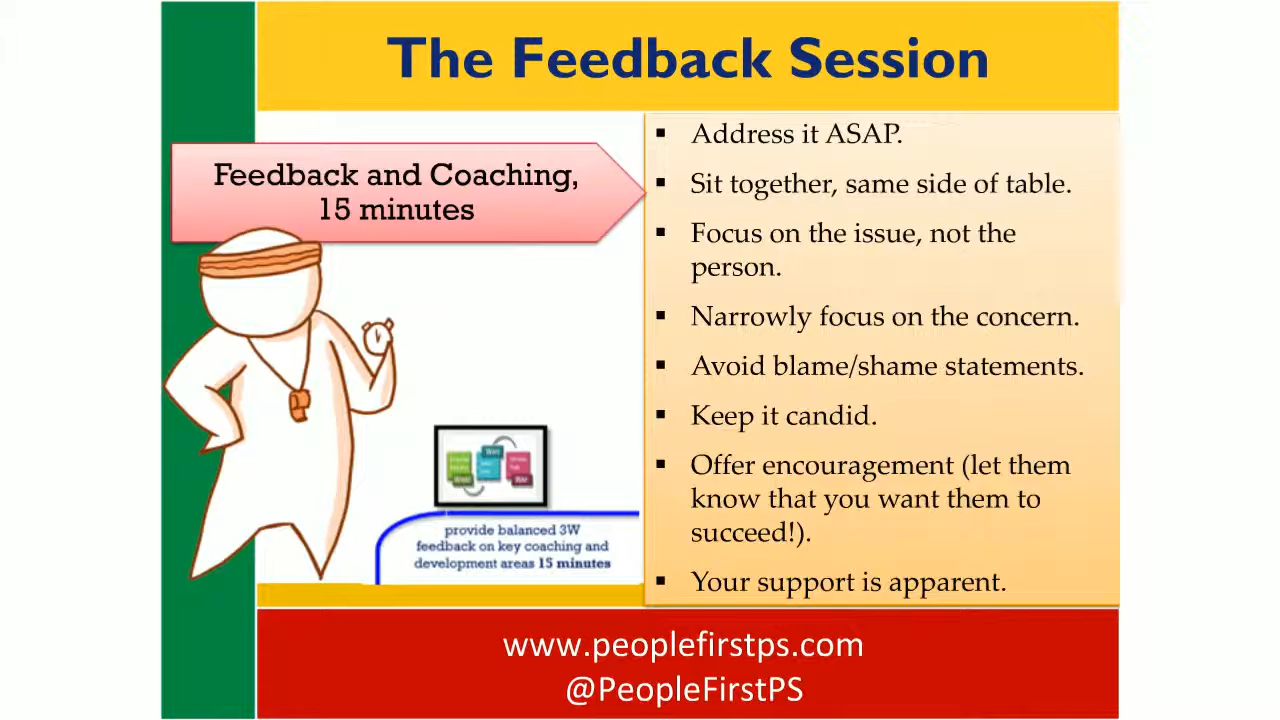 The Feedback Session
Feedback and Coaching,
15 minutes
▪ Address it ASAP.
▪ Sit together, same side of table.
▪ Focus on the issue, not the
person.
▪ Narrowly focus on the concern.
▪ Avoid blame/shame statements.
▪ Keep it candid.
▪ Offer encouragement (let them
know that you want them to
succeed!).
▪ Your support is apparent.
provide balanced 3W
feedback on key coaching and
development areas 15 minutes
www.peoplefirstps.com
@PeopleFirstPS